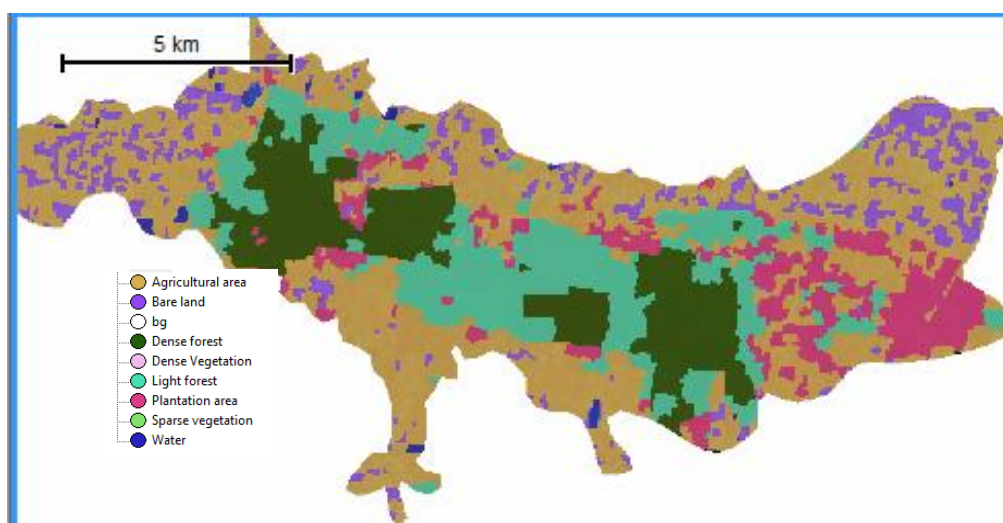 5 km
Agricultural area
Bare land
bg
Dense forest
Dense Vegetation
Light forest
Plantation area
Sparse vegetation
Water